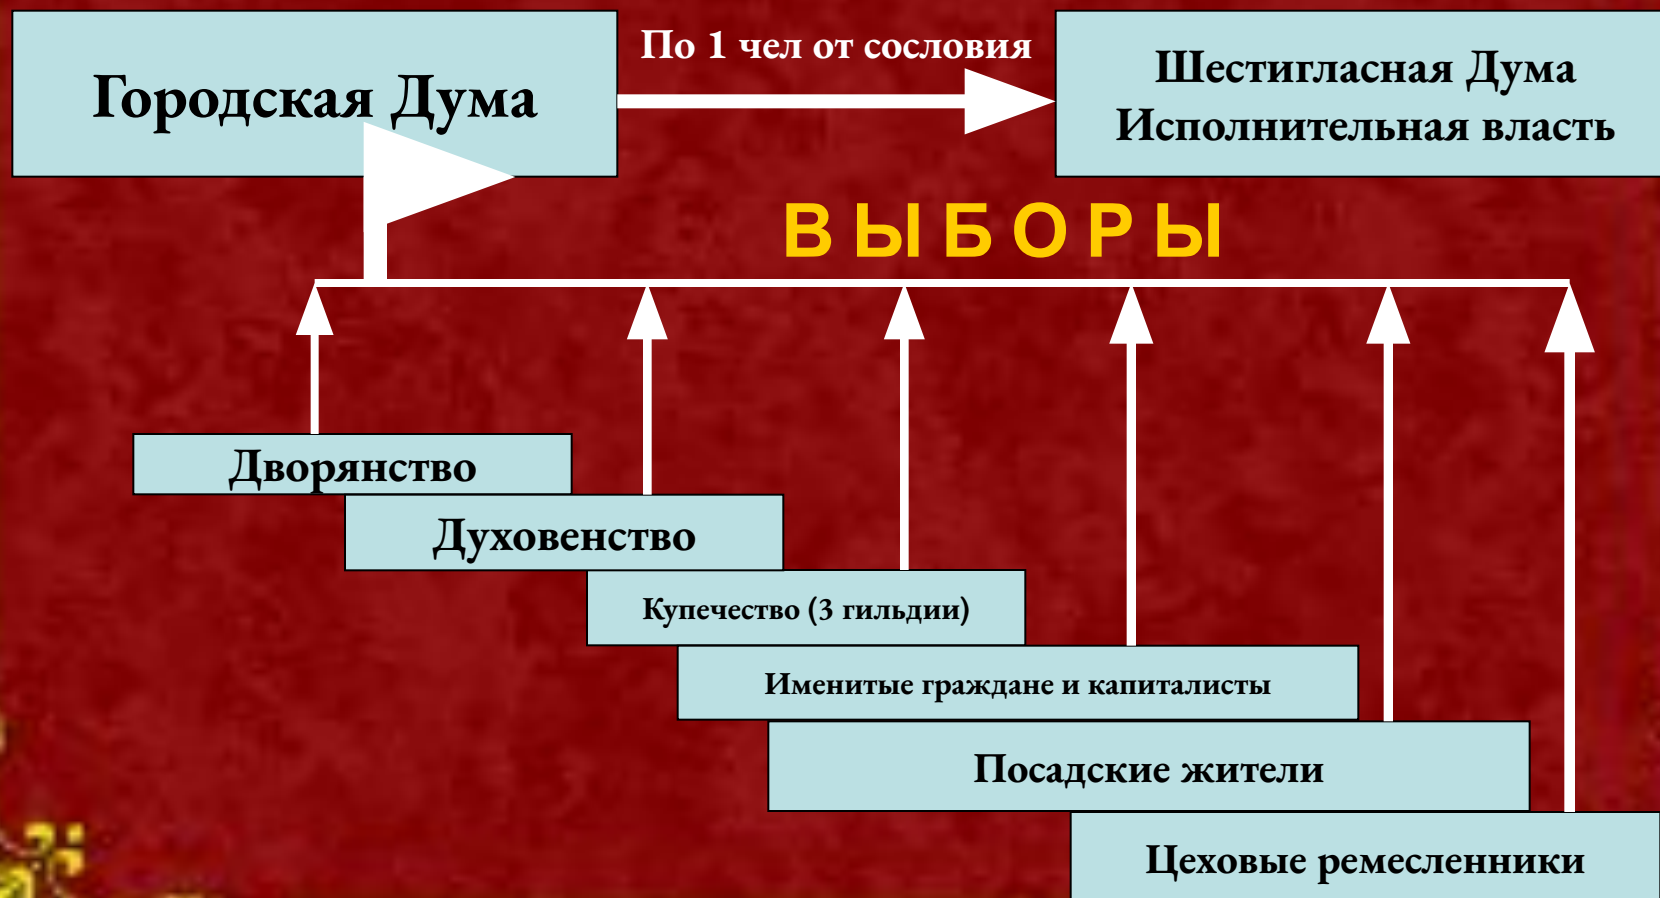 Городская Дума
По 1 чел от сословия
Шестигласная Дума
Исполнительная власть
ВЫБОРЫ
Дворянство
Духовенство
Купечество (3 гильдии)
Именитые граждане и капиталисты
Посадские жители
Цеховые ремесленники